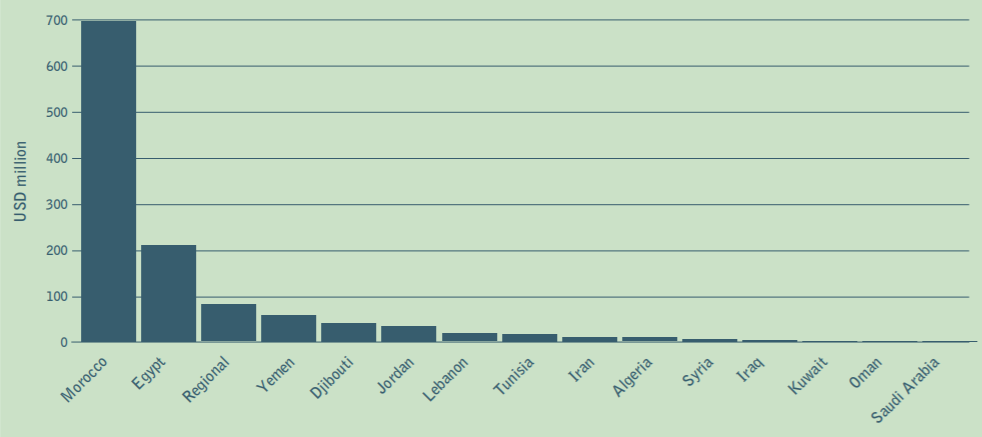 700
600
500
400
300
200
100
0
USD million
Morocco
Egypt
Regional
Yemen
Djibouti
Jordan
Lebanon
Tunisia
Iran
Algeria
Syria
Iraq
Kuwait
Oman
Saudi Arabia